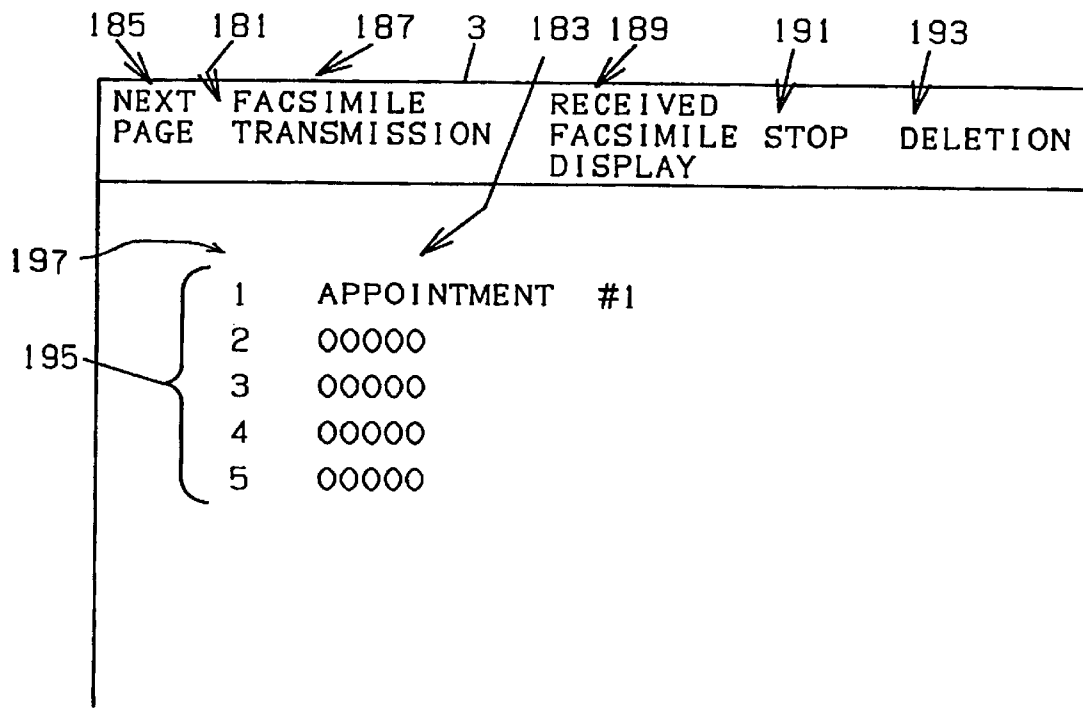 185 181 187 3 183 189 191 193
NEXT FACSIMILE RECEIVED
PAGE TRANSMISSION FACSIMILE STOP DELETION
DISPLAY
197
1 APPOINTMENT #1
2 00000
195
3 00000
4 00000
5 00000